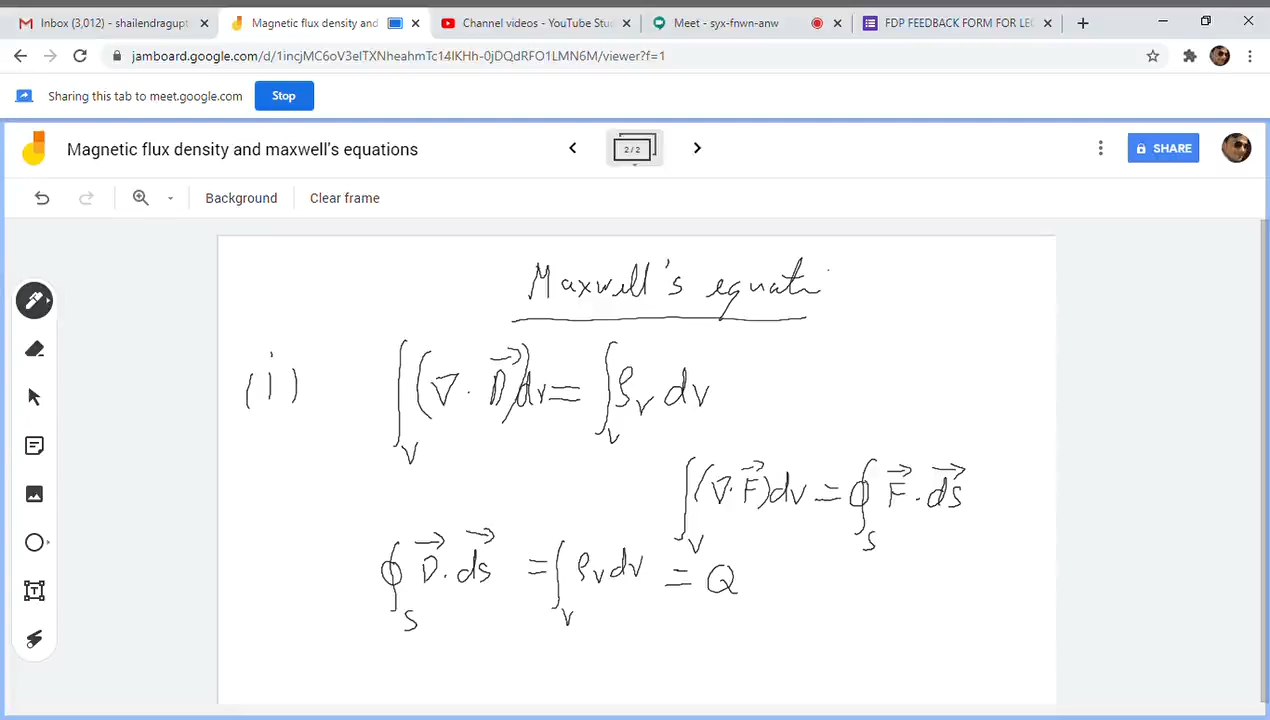 Inbox (3,012) - shailendragupt
Magnetic flux density and
Channel videos - YouTube Stu
Meet - syx-fnwn-anw
FDP FEEDBACK FORM FOR LEC
jamboard.google.com/d/1incjMC6oV3elTXNheahmTc14IKHh-0jDQdRFO1LMN6M/viewer?f=1
Sharing this tab to meet.google.com Stop
Magnetic flux density and maxwell's equations
2 / 2
SHARE
Background Clear frame
Maxwell's equati
(i) ∫_V (∇ · D⃗)dv = ∫_V ρ_v dv
∫_V (∇·F⃗)dv = ∮_S F⃗ · d⃗s
∮_S D⃗ · d⃗s = ∫_V ρ_v dv = Q